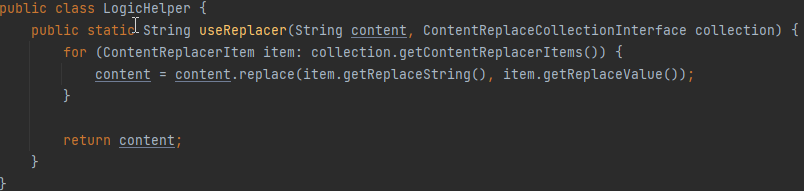 public class LogicHelper {
public static String useReplacer(String content, ContentReplaceCollectionInterface collection) {
for (ContentReplacerItem item: collection.getContentReplacerItems()) {
content = content.replace(item.getReplaceString(), item.getReplaceValue());
}
return content;
}
}